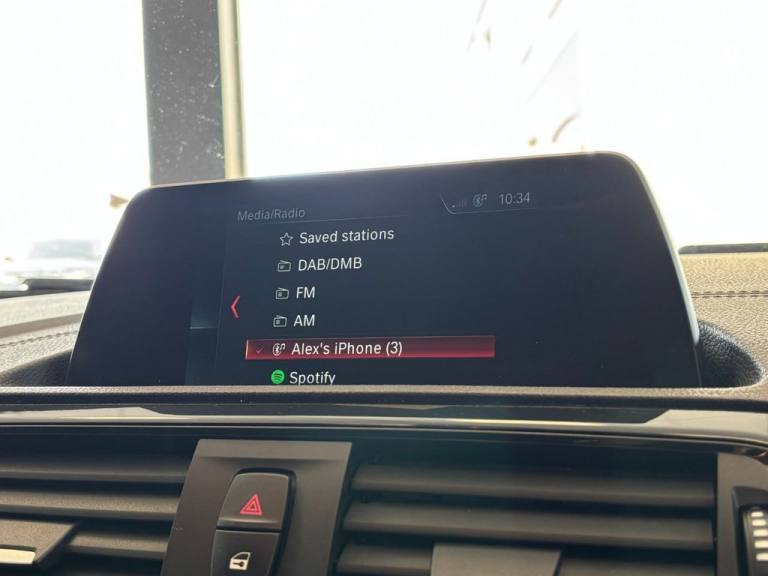 Media/Radio
10:34
Saved stations
DAB/DMB
FM
AM
Alex's iPhone (3)
Spotify